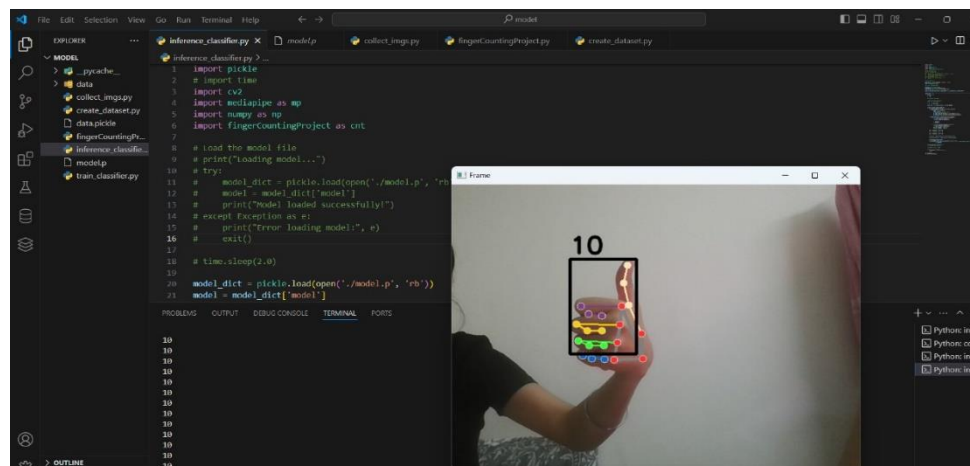 File Edit Selection View Go Run Terminal Help
model
EXPLORER
inference_classifier.py
model.p
collect_imgs.py
fingerCountingProject.py
create_dataset.py
MODEL
__pycache__
data
collect_imgs.py
create_dataset.py
data.pickle
fingerCountingPr...
inference_classifie...
model.p
train_classifier.py
OUTLINE
inference_classifier.py > ...
1 import pickle
2 # import time
3 import cv2
4 import mediapipe as mp
5 import numpy as np
6 import fingerCountingProject as cnt
7
8 # Load the model file
9 # print("Loading model...")
10 # try:
11 # model_dict = pickle.load(open('./model.p', 'rb
12 # model = model_dict['model']
13 # print("Model loaded successfully!")
14 # except Exception as e:
15 # print("Error loading model:", e)
16 # exit()
17
18 # time.sleep(2.0)
19
20 model_dict = pickle.load(open('./model.p', 'rb'))
21 model = model_dict['model']
PROBLEMS OUTPUT DEBUG CONSOLE TERMINAL PORTS
10
10
10
10
10
10
10
10
10
10
10
10
10
Frame
10
Python: in
Python: cr
Python: in
Python: in